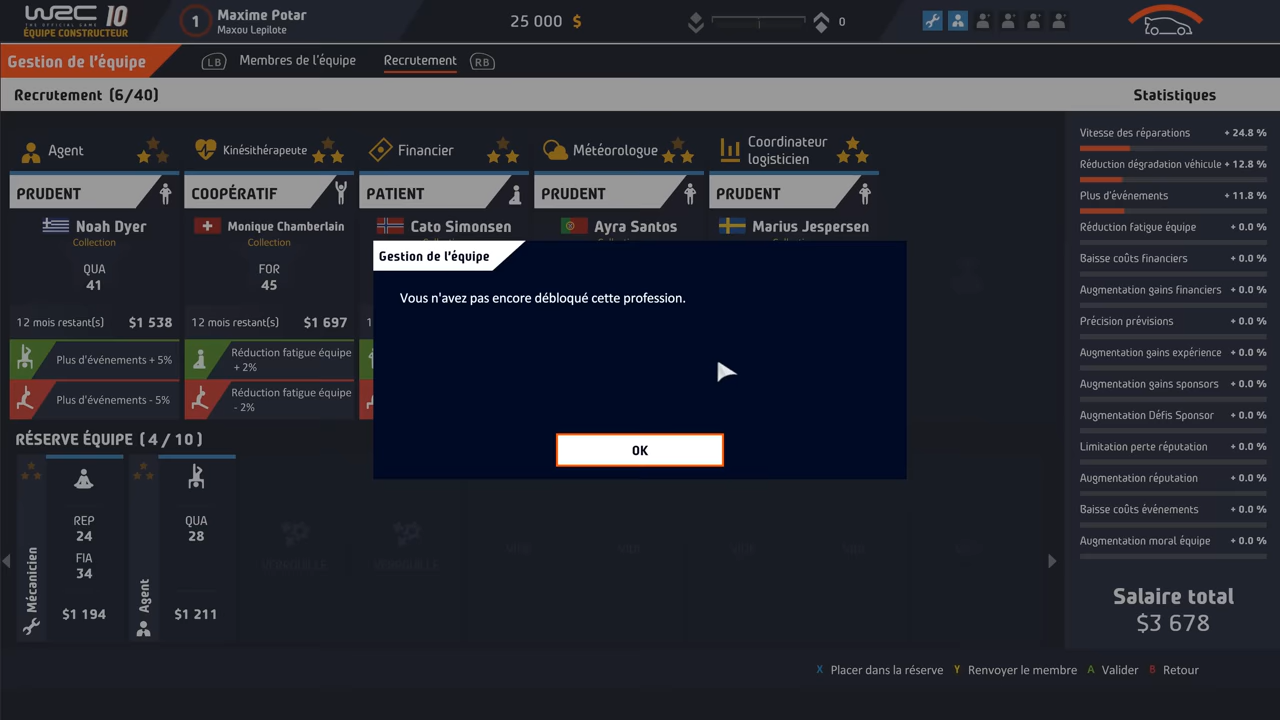 WRC 10
THE OFFICIAL GAME
ÉQUIPE CONSTRUCTEUR
1
Maxime Potar
Maxou Lepilote
25 000 $
0
Gestion de l'équipe
LB
Membres de l'équipe
Recrutement
RB
Recrutement (6/40)
Statistiques
Agent
Kinésithérapeute
Financier
Météorologue
Coordinateur
logisticien
PRUDENT
COOPÉRATIF
PATIENT
PRUDENT
PRUDENT
Noah Dyer
Monique Chamberlain
Cato Simonsen
Ayra Santos
Marius Jespersen
Collection
Collection
QUA
41
FOR
45
12 mois restant(s)
$1 538
12 mois restant(s)
$1 697
Plus d'événements + 5%
Réduction fatigue équipe
+ 2%
Plus d'événements - 5%
Réduction fatigue équipe
- 2%
Gestion de l'équipe
Vous n'avez pas encore débloqué cette profession.
OK
RÉSERVE ÉQUIPE ( 4 / 10 )
Mécanicien
REP
24
FIA
34
$1 194
Agent
QUA
28
$1 211
VERROUILLÉ
VERROUILLÉ
Vitesse des réparations + 24.8 %
Réduction dégradation véhicule + 12.8 %
Plus d'événements + 11.8 %
Réduction fatigue équipe + 0.0 %
Baisse coûts financiers + 0.0 %
Augmentation gains financiers + 0.0 %
Précision prévisions + 0.0 %
Augmentation gains expérience + 0.0 %
Augmentation gains sponsors + 0.0 %
Augmentation Défis Sponsor + 0.0 %
Limitation perte réputation + 0.0 %
Augmentation réputation + 0.0 %
Baisse coûts événements + 0.0 %
Augmentation moral équipe + 0.0 %
Salaire total
$3 678
X Placer dans la réserve Y Renvoyer le membre A Valider B Retour